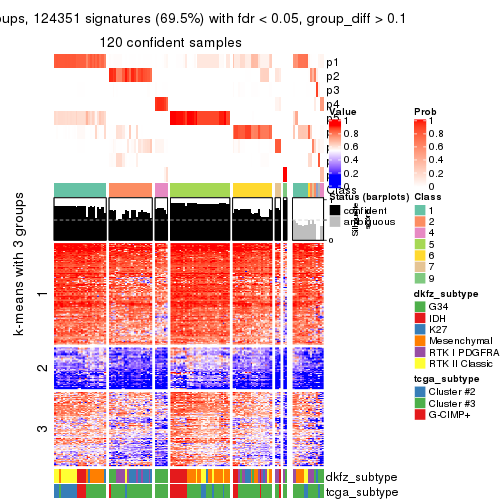 oups, 124351 signatures (69.5%) with fdr < 0.05, group_diff > 0.1
120 confident samples
p1
p2
p3
p4
Value
1
0.8
0.6
0.4
0.2
0
Prob
1
0.8
0.6
0.4
0.2
0
Class
Status (barplots)
confident
ambiguous
0
Class
1
2
4
5
6
7
9
k-means with 3 groups
1
2
3
dkfz_subtype
G34
IDH
K27
Mesenchymal
RTK I PDGFRA
RTK II Classic
tcga_subtype
Cluster #2
Cluster #3
G-CIMP+
dkfz_subtype
tcga_subtype